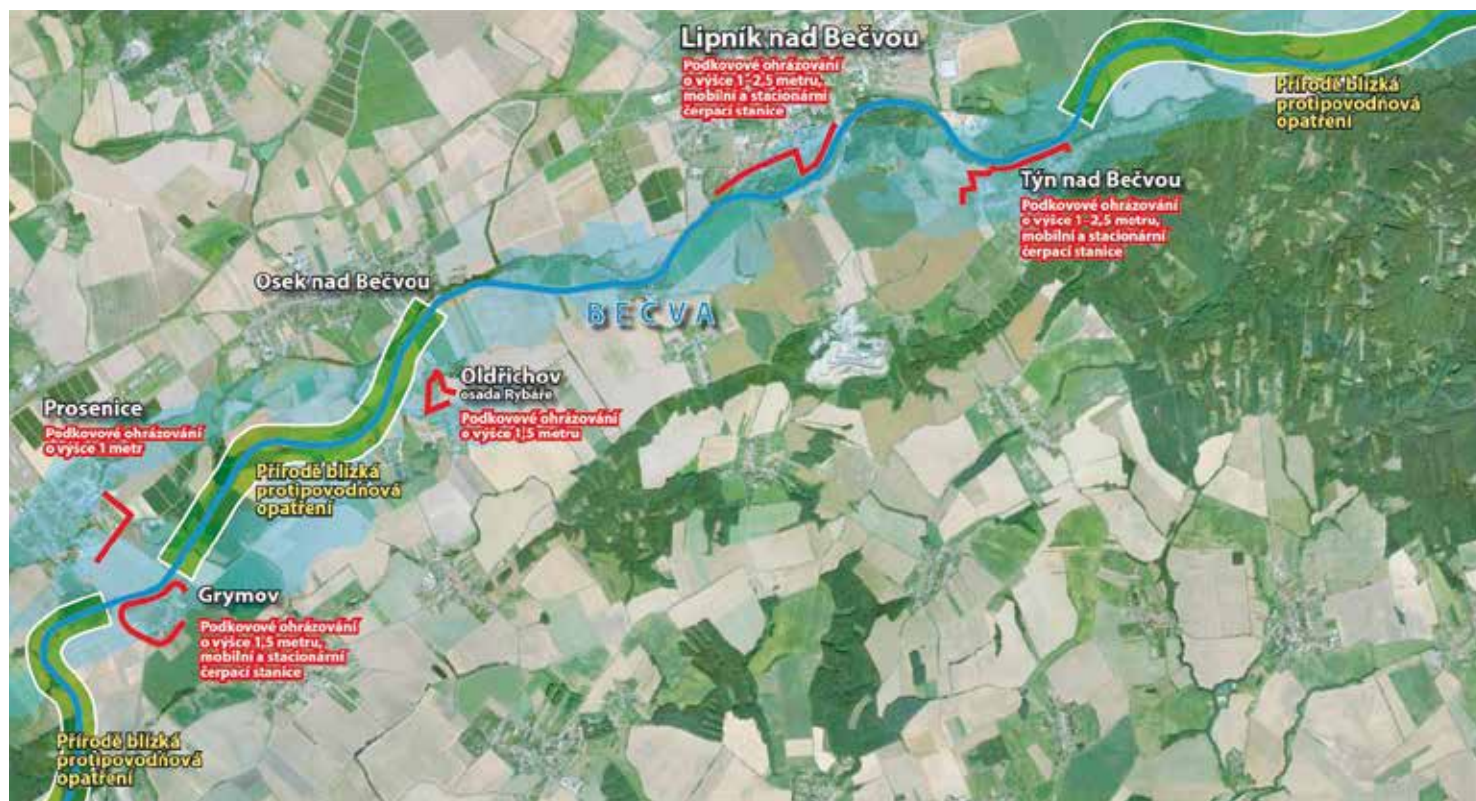 Lipník nad Bečvou
Podkovové ohrázování
o výšce 1–2,5 metru,
mobilní a stacionární
čerpací stanice
Přírodě blízká
protipovodňová
opatření
Týn nad Bečvou
Podkovové ohrázování
o výšce 1–2,5 metru,
mobilní a stacionární
čerpací stanice
Osek nad Bečvou
BEČVA
Oldřichov
osada Rybáře
Podkovové ohrázování
o výšce 1,5 metru
Prosenice
Podkovové ohrázování
o výšce 1 metr
Přírodě blízká
protipovodňová
opatření
Grymov
Podkovové ohrázování
o výšce 1,5 metru,
mobilní a stacionární
čerpací stanice
Přírodě blízká
protipovodňová
opatření